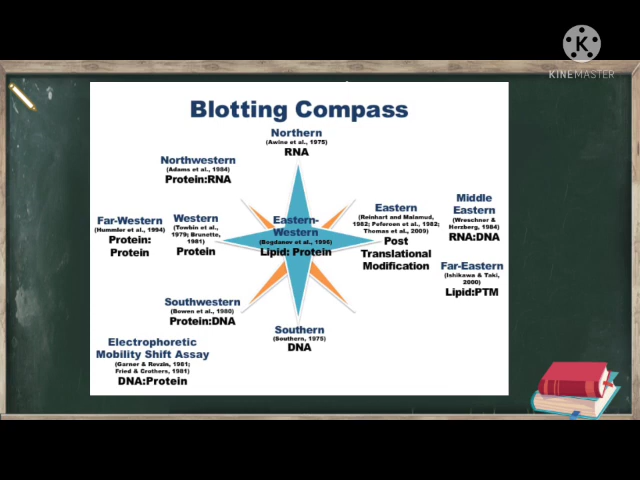 K
KINEMASTER
Blotting Compass
Northern
(Awine et al., 1975)
RNA
Northwestern
(Adams et al., 1984)
Protein:RNA
Far-Western
(Hummler et al., 1994)
Protein:
Protein
Western
(Towbin et al.,
1979; Brunette,
1981)
Protein
Eastern-
Western
(Bogdanov et al., 1996)
Lipid: Protein
Eastern
(Reinhart and Malamud,
1982; Peferoen et al., 1982;
Thomas et al., 2009)
Post
Translational
Modification
Middle
Eastern
(Wreschner &
Herzberg, 1984)
RNA:DNA
Far-Eastern
(Ishikawa & Taki,
2000)
Lipid:PTM
Southwestern
(Bowen et al., 1980)
Protein:DNA
Southern
(Southern, 1975)
DNA
Electrophoretic
Mobility Shift Assay
(Garner & Revzin, 1981;
Fried & Crothers, 1981)
DNA:Protein